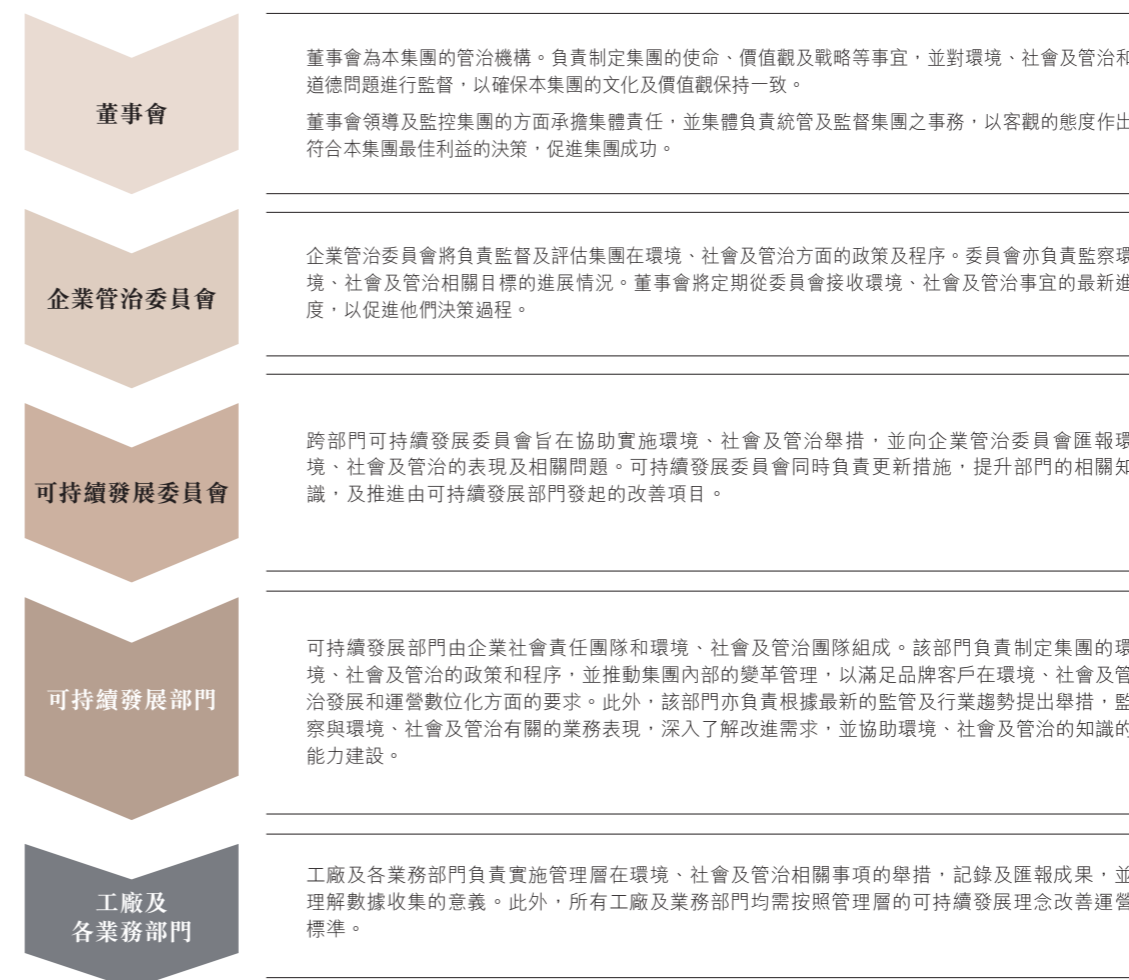 董事會
董事會為本集團的管治機構。負責制定集團的使命、價值觀及戰略等事宜，並對環境、社會及管治和
道德問題進行監督，以確保本集團的文化及價值觀保持一致。
董事會領導及監控集團的方面承擔集體責任，並集體負責統管及監督集團之事務，以客觀的態度作出
符合本集團最佳利益的決策，促進集團成功。
企業管治委員會
企業管治委員會將負責監督及評估集團在環境、社會及管治方面的政策及程序。委員會亦負責監察環
境、社會及管治相關目標的進展情況。董事會將定期從委員會接收環境、社會及管治事宜的最新進
度，以促進他們決策過程。
可持續發展委員會
跨部門可持續發展委員會旨在協助實施環境、社會及管治舉措，並向企業管治委員會匯報環
境、社會及管治的表現及相關問題。可持續發展委員會同時負責更新措施，提升部門的相關知
識，及推進由可持續發展部門發起的改善項目。
可持續發展部門
可持續發展部門由企業社會責任團隊和環境、社會及管治團隊組成。該部門負責制定集團的環
境、社會及管治的政策和程序，並推動集團內部的變革管理，以滿足品牌客戶在環境、社會及管
治發展和運營數位化方面的要求。此外，該部門亦負責根據最新的監管及行業趨勢提出舉措，監
察與環境、社會及管治有關的業務表現，深入了解改進需求，並協助環境、社會及管治的知識的
能力建設。
工廠及
各業務部門
工廠及各業務部門負責實施管理層在環境、社會及管治相關事項的舉措，記錄及匯報成果，並
理解數據收集的意義。此外，所有工廠及業務部門均需按照管理層的可持續發展理念改善運營
標準。